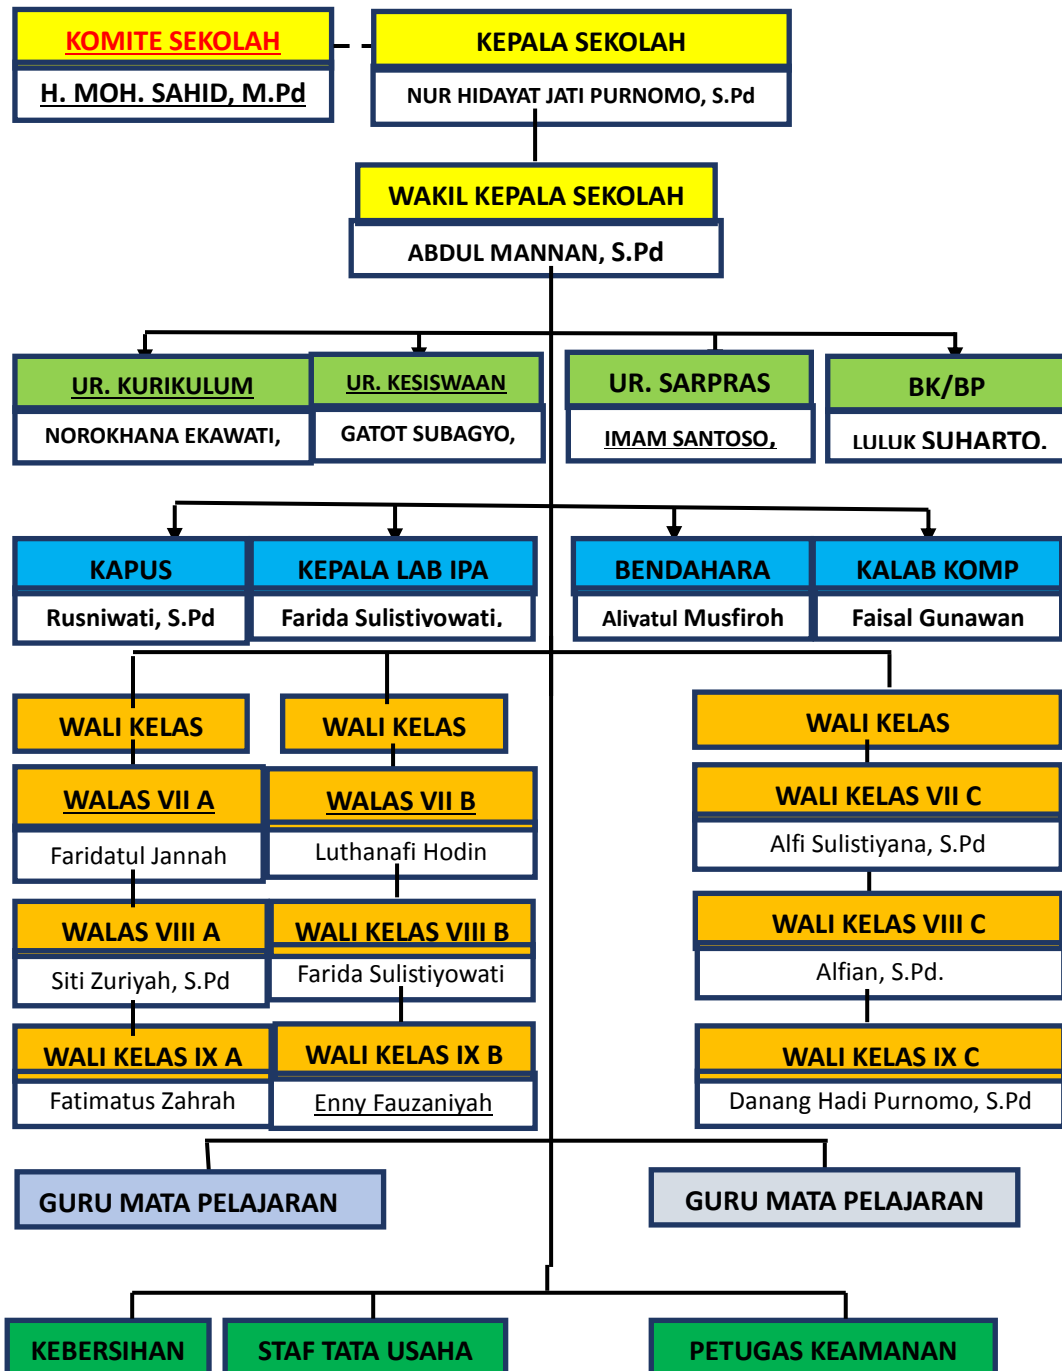 KOMITE SEKOLAH
H. MOH. SAHID, M.Pd
KEPALA SEKOLAH
NUR HIDAYAT JATI PURNOMO, S.Pd
WAKIL KEPALA SEKOLAH
ABDUL MANNAN, S.Pd
UR. KURIKULUM
NOROKHANA EKAWATI,
UR. KESISWAAN
GATOT SUBAGYO,
UR. SARPRAS
IMAM SANTOSO,
BK/BP
LULUK SUHARTO.
KAPUS
Rusniwati, S.Pd
KEPALA LAB IPA
Farida Sulistiyowati,
BENDAHARA
Aliyatul Musfiroh
KALAB KOMP
Faisal Gunawan
WALI KELAS
WALAS VII A
Faridatul Jannah
WALAS VIII A
Siti Zuriyah, S.Pd
WALI KELAS IX A
Fatimatus Zahrah
WALI KELAS
WALAS VII B
Luthanafi Hodin
WALI KELAS VIII B
Farida Sulistiyowati
WALI KELAS IX B
Enny Fauzaniyah
WALI KELAS
WALI KELAS VII C
Alfi Sulistiyana, S.Pd
WALI KELAS VIII C
Alfian, S.Pd.
WALI KELAS IX C
Danang Hadi Purnomo, S.Pd
GURU MATA PELAJARAN
GURU MATA PELAJARAN
KEBERSIHAN
STAF TATA USAHA
PETUGAS KEAMANAN